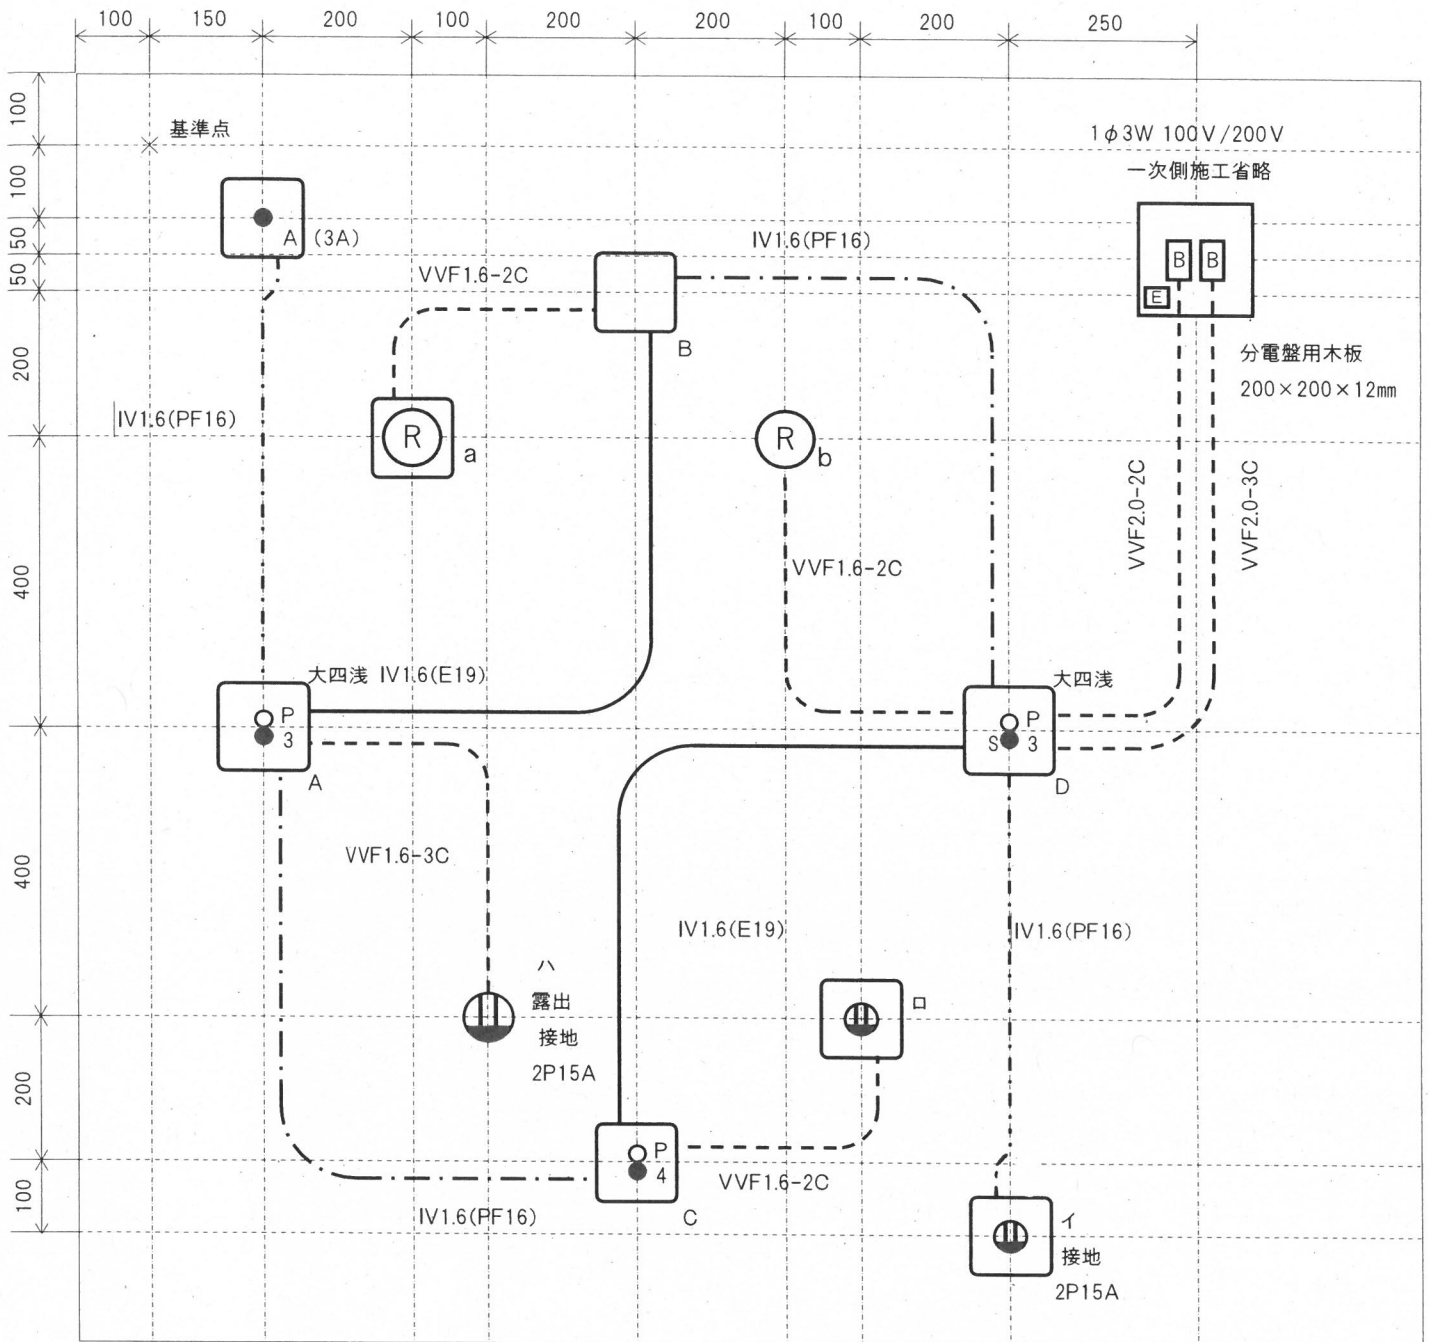 100 150 200 100 200 200 100 200 250
100
基準点
1φ3W 100V/200V
一次側施工省略
100
A (3A)
IV1.6(PF16)
50
VVF1.6-2C
B B
50
E
B
分電盤用木板
200×200×12mm
200
IV1.6(PF16)
R
a
R
b
VVF2.0-2C
VVF2.0-3C
400
VVF1.6-2C
大四浅 IV1.6(E19)
大四浅
P
3
A
P
S 3
D
400
VVF1.6-3C
IV1.6(E19)
IV1.6(PF16)
ハ
露出
接地
2P15A
ロ
200
P
4
C
VVF1.6-2C
100
IV1.6(PF16)
イ
接地
2P15A